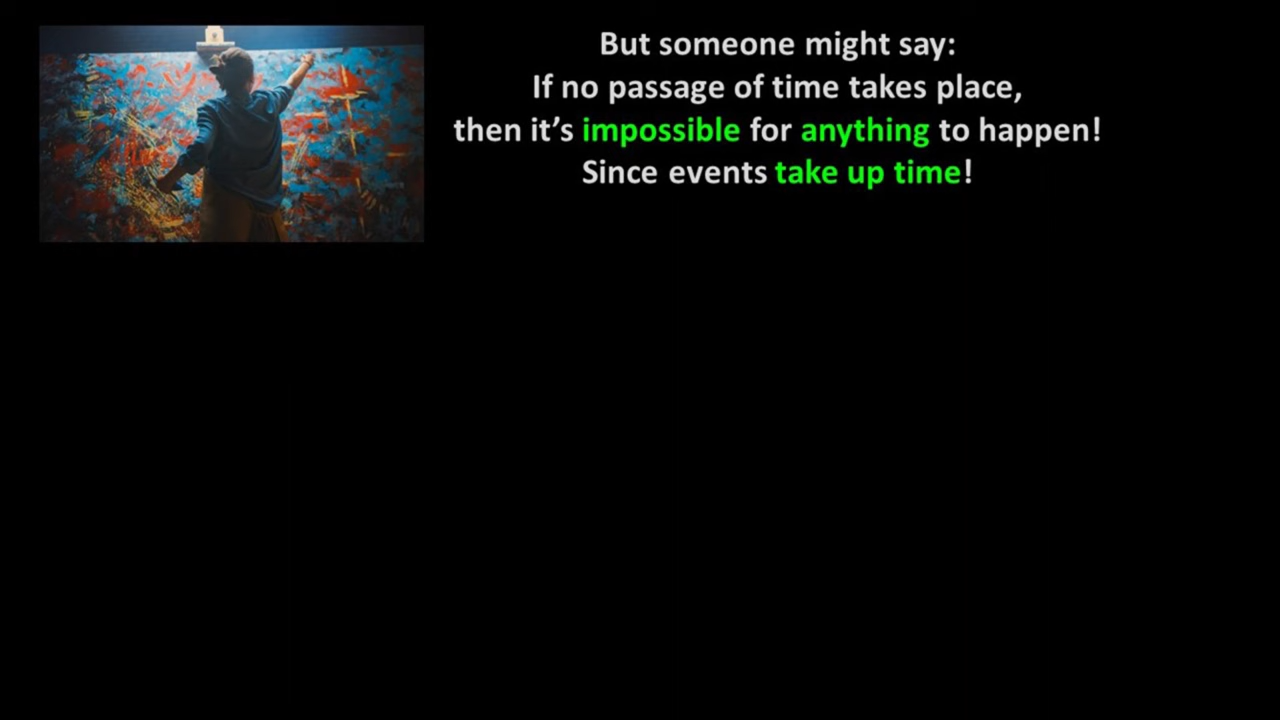 But someone might say:
If no passage of time takes place,
then it’s impossible for anything to happen!
Since events take up time!